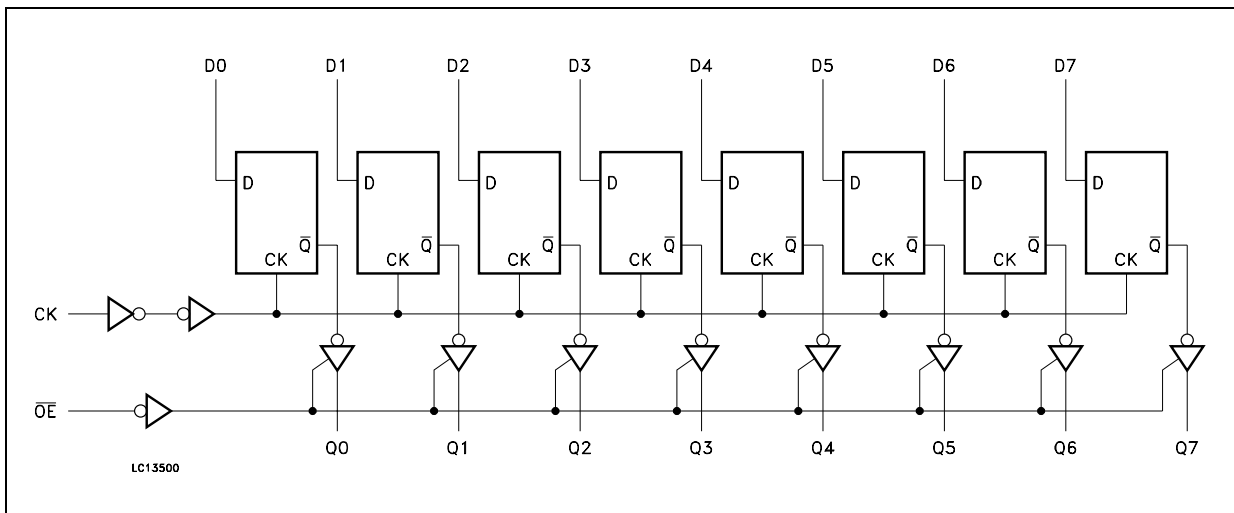 D0 D1 D2 D3 D4 D5 D6 D7
D D D D D D D D
Q̅ Q̅ Q̅ Q̅ Q̅ Q̅ Q̅ Q̅
CK CK CK CK CK CK CK CK
CK
O̅E̅
Q0 Q1 Q2 Q3 Q4 Q5 Q6 Q7
LC13500